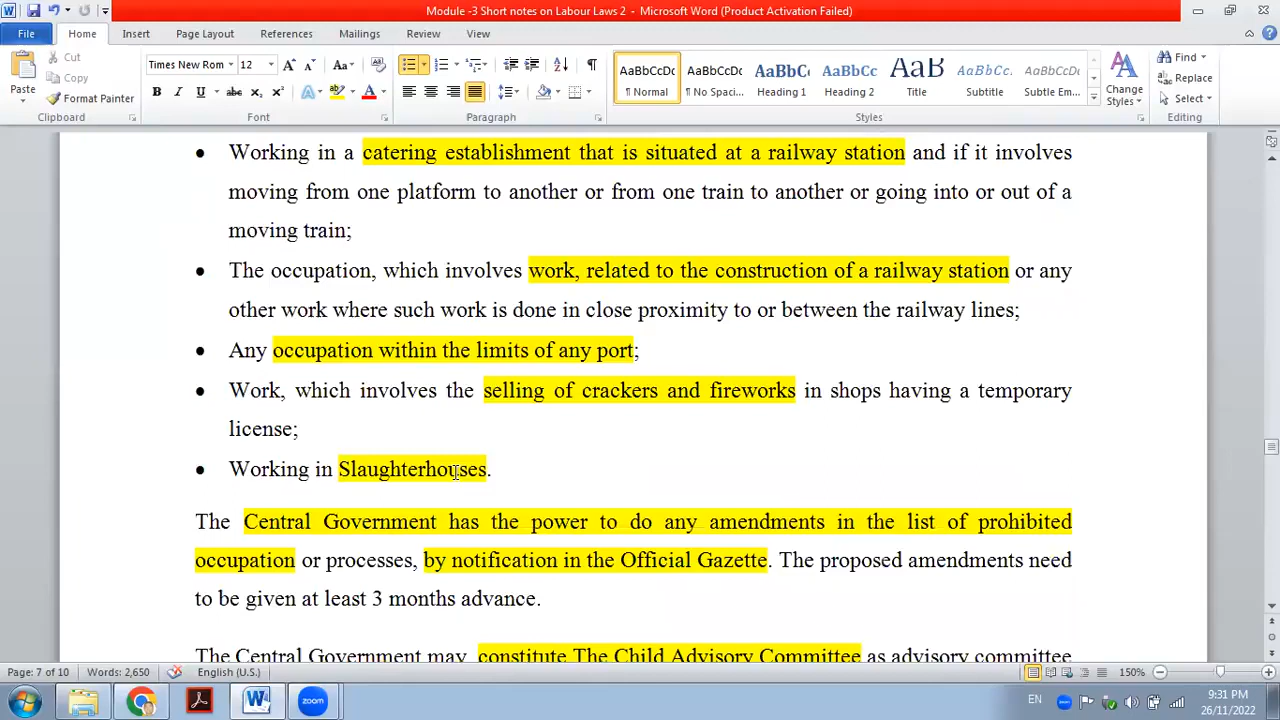 Module -3 Short notes on Labour Laws 2 - Microsoft Word (Product Activation Failed)
File Home Insert Page Layout References Mailings Review View
Cut
Copy
Format Painter
Paste
Clipboard
Times New Rom 12
Font
Paragraph
AaBbCcDc AaBbCcDc AaBbC AaBbCc AaB AaBbCc. AaBbCcDc
¶ Normal ¶ No Spaci... Heading 1 Heading 2 Title Subtitle Subtle Em...
Change Styles
Styles
Find
Replace
Select
Editing
• Working in a catering establishment that is situated at a railway station and if it involves
moving from one platform to another or from one train to another or going into or out of a
moving train;
• The occupation, which involves work, related to the construction of a railway station or any
other work where such work is done in close proximity to or between the railway lines;
• Any occupation within the limits of any port;
• Work, which involves the selling of crackers and fireworks in shops having a temporary
license;
• Working in Slaughterhouses.
The Central Government has the power to do any amendments in the list of prohibited
occupation or processes, by notification in the Official Gazette. The proposed amendments need
to be given at least 3 months advance.
The Central Government may constitute The Child Advisory Committee as advisory committee
Page: 7 of 10 Words: 2,650 English (U.S.) 150%
zoom
EN
9:31 PM
26/11/2022